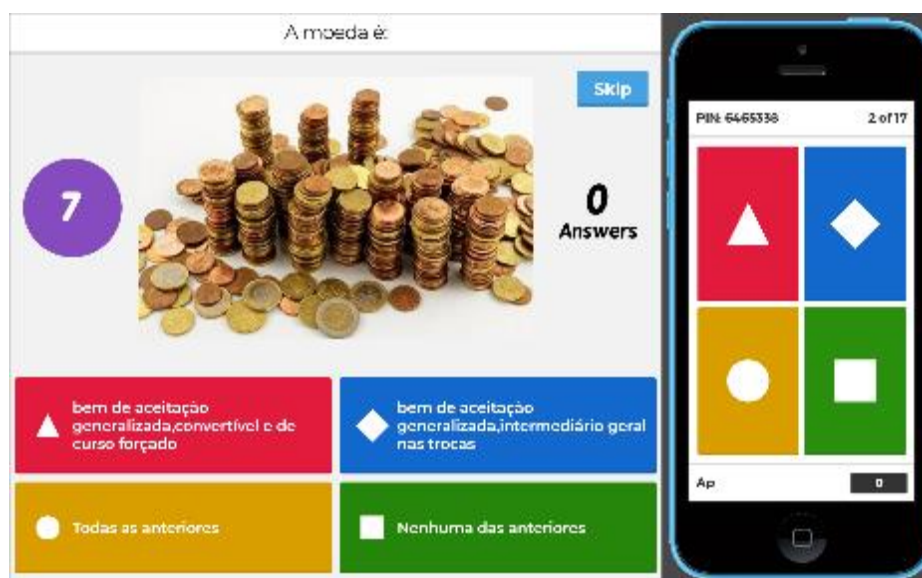 A moeda é:
Skip
7
0
Answers
bem de aceitação
generalizada,convertível e de
curso forçado
bem de aceitação
generalizada,intermediário geral
nas trocas
Todas as anteriores
Nenhuma das anteriores
PIN: 6465338
2 of 17
Ap
0